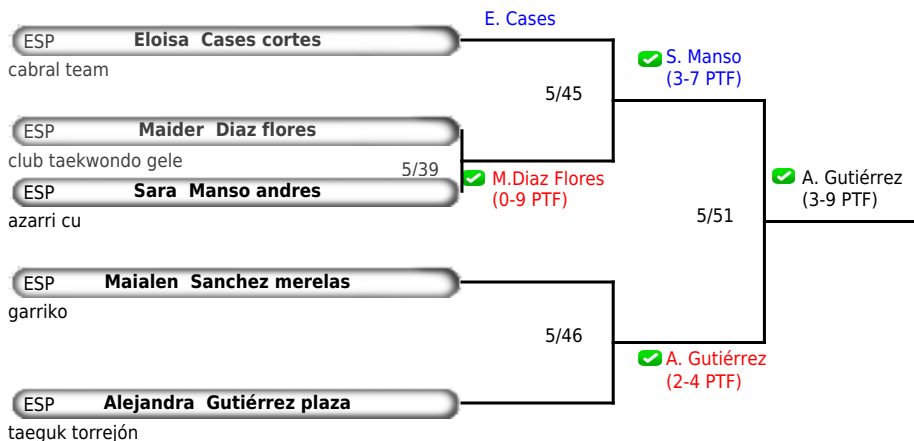 E. Cases
ESP Eloisa Cases cortes
cabral team
S. Manso
(3-7 PTF)
5/45
ESP Maider Diaz flores
club taekwondo gele
5/39
M.Diaz Flores
(0-9 PTF)
ESP Sara Manso andres
azarri cu
A. Gutiérrez
(3-9 PTF)
5/51
ESP Maialen Sanchez merelas
garriko
5/46
A. Gutiérrez
(2-4 PTF)
ESP Alejandra Gutiérrez plaza
taeguk torrejón